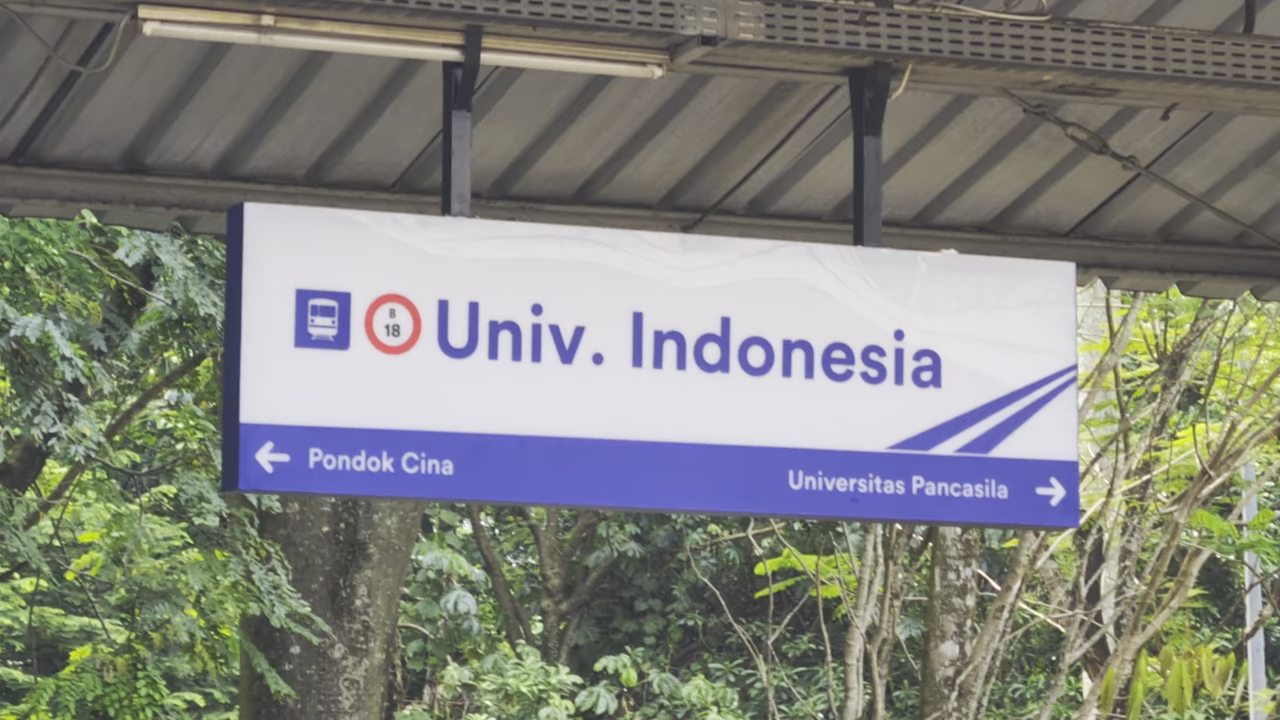 B
18
Univ. Indonesia
← Pondok Cina
Universitas Pancasila →